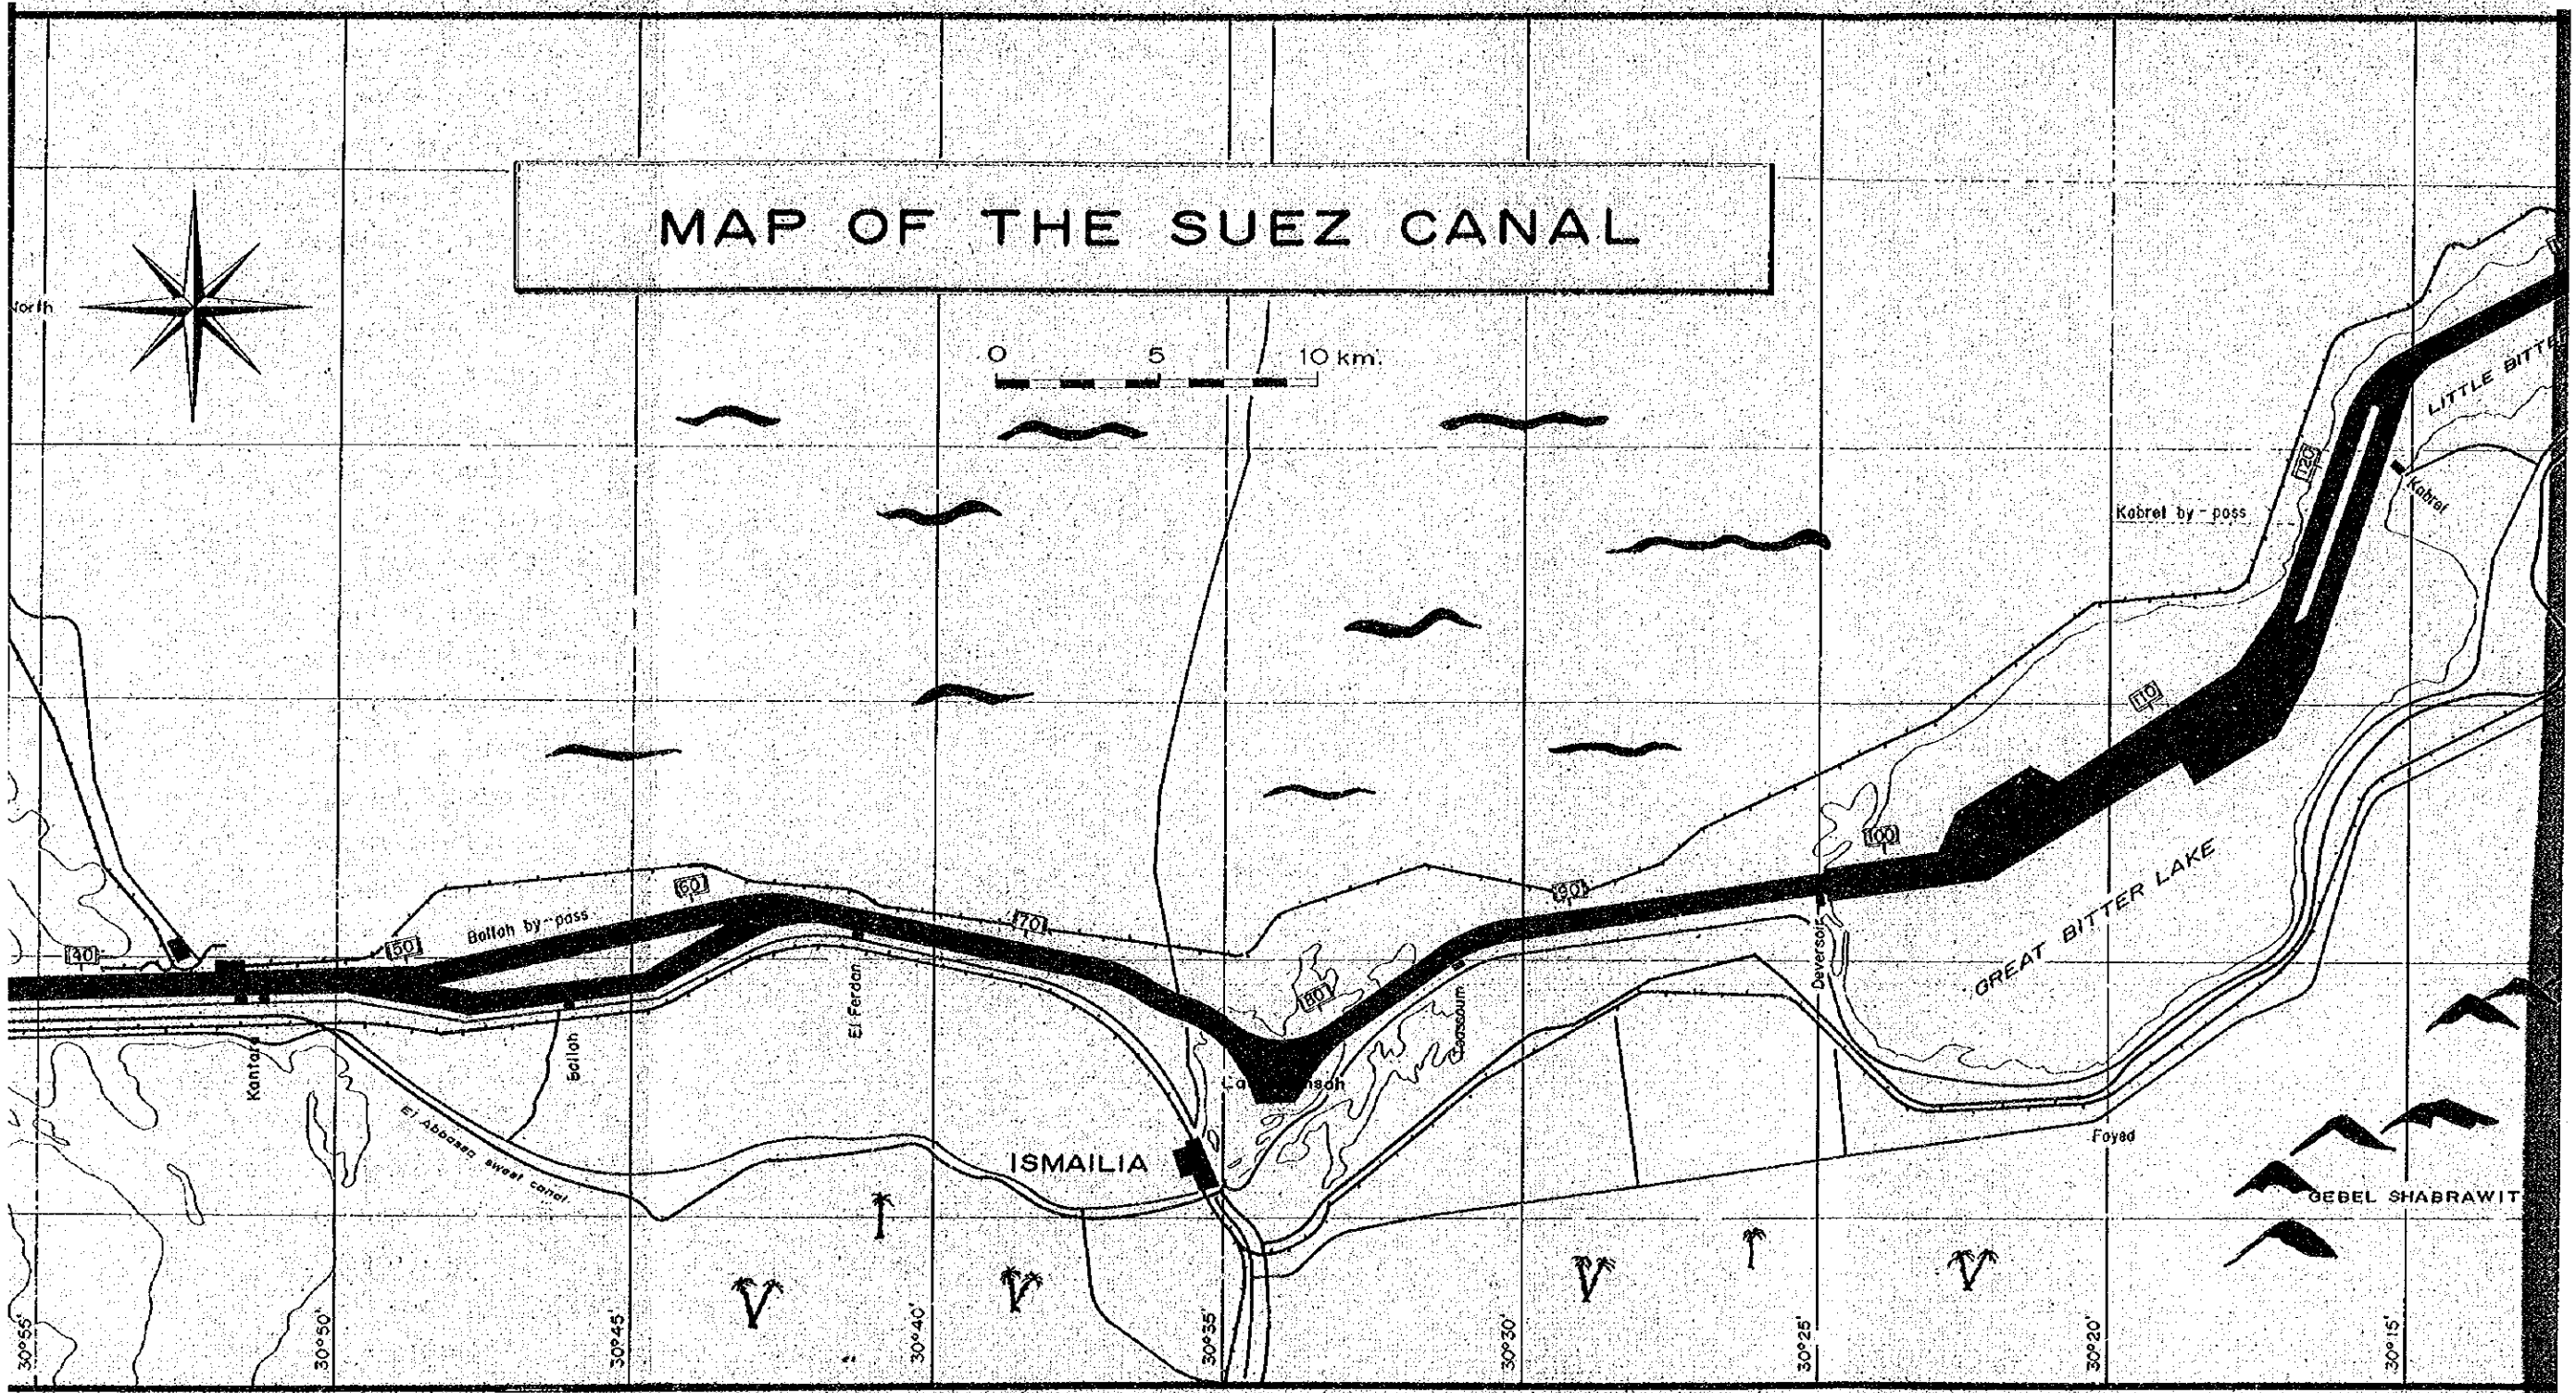 MAP OF THE SUEZ CANAL
0 5 10 km.
LITTLE
120
Kabret
Kabret by-pass
110
100
GREAT BITTER LAKE
90
60
Ballah by-pass
70
50
40
80
Deversoir
El Ferdan
Kantara
Ballah
El Abbasea sweet canal
ISMAILIA
Fayed
GEBEL SHABRAWIT
30°55'
30°50'
30°45'
30°40'
30°35'
30°30'
30°25'
30°20'
30°15'